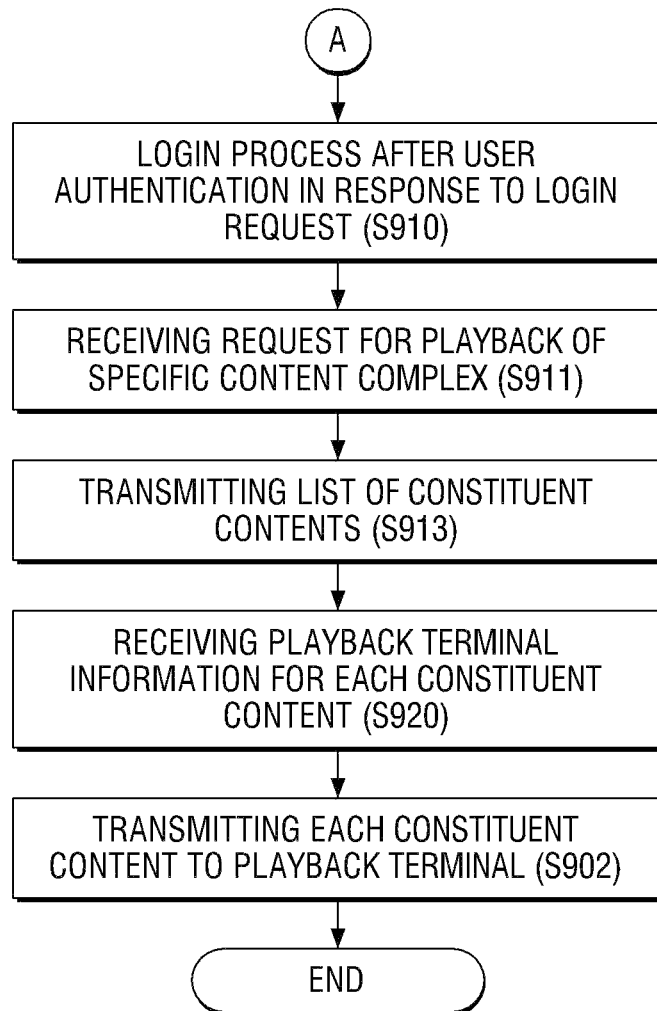 A
LOGIN PROCESS AFTER USER
AUTHENTICATION IN RESPONSE TO LOGIN
REQUEST (S910)
RECEIVING REQUEST FOR PLAYBACK OF
SPECIFIC CONTENT COMPLEX (S911)
TRANSMITTING LIST OF CONSTITUENT
CONTENTS (S913)
RECEIVING PLAYBACK TERMINAL
INFORMATION FOR EACH CONSTITUENT
CONTENT (S920)
TRANSMITTING EACH CONSTITUENT
CONTENT TO PLAYBACK TERMINAL (S902)
END